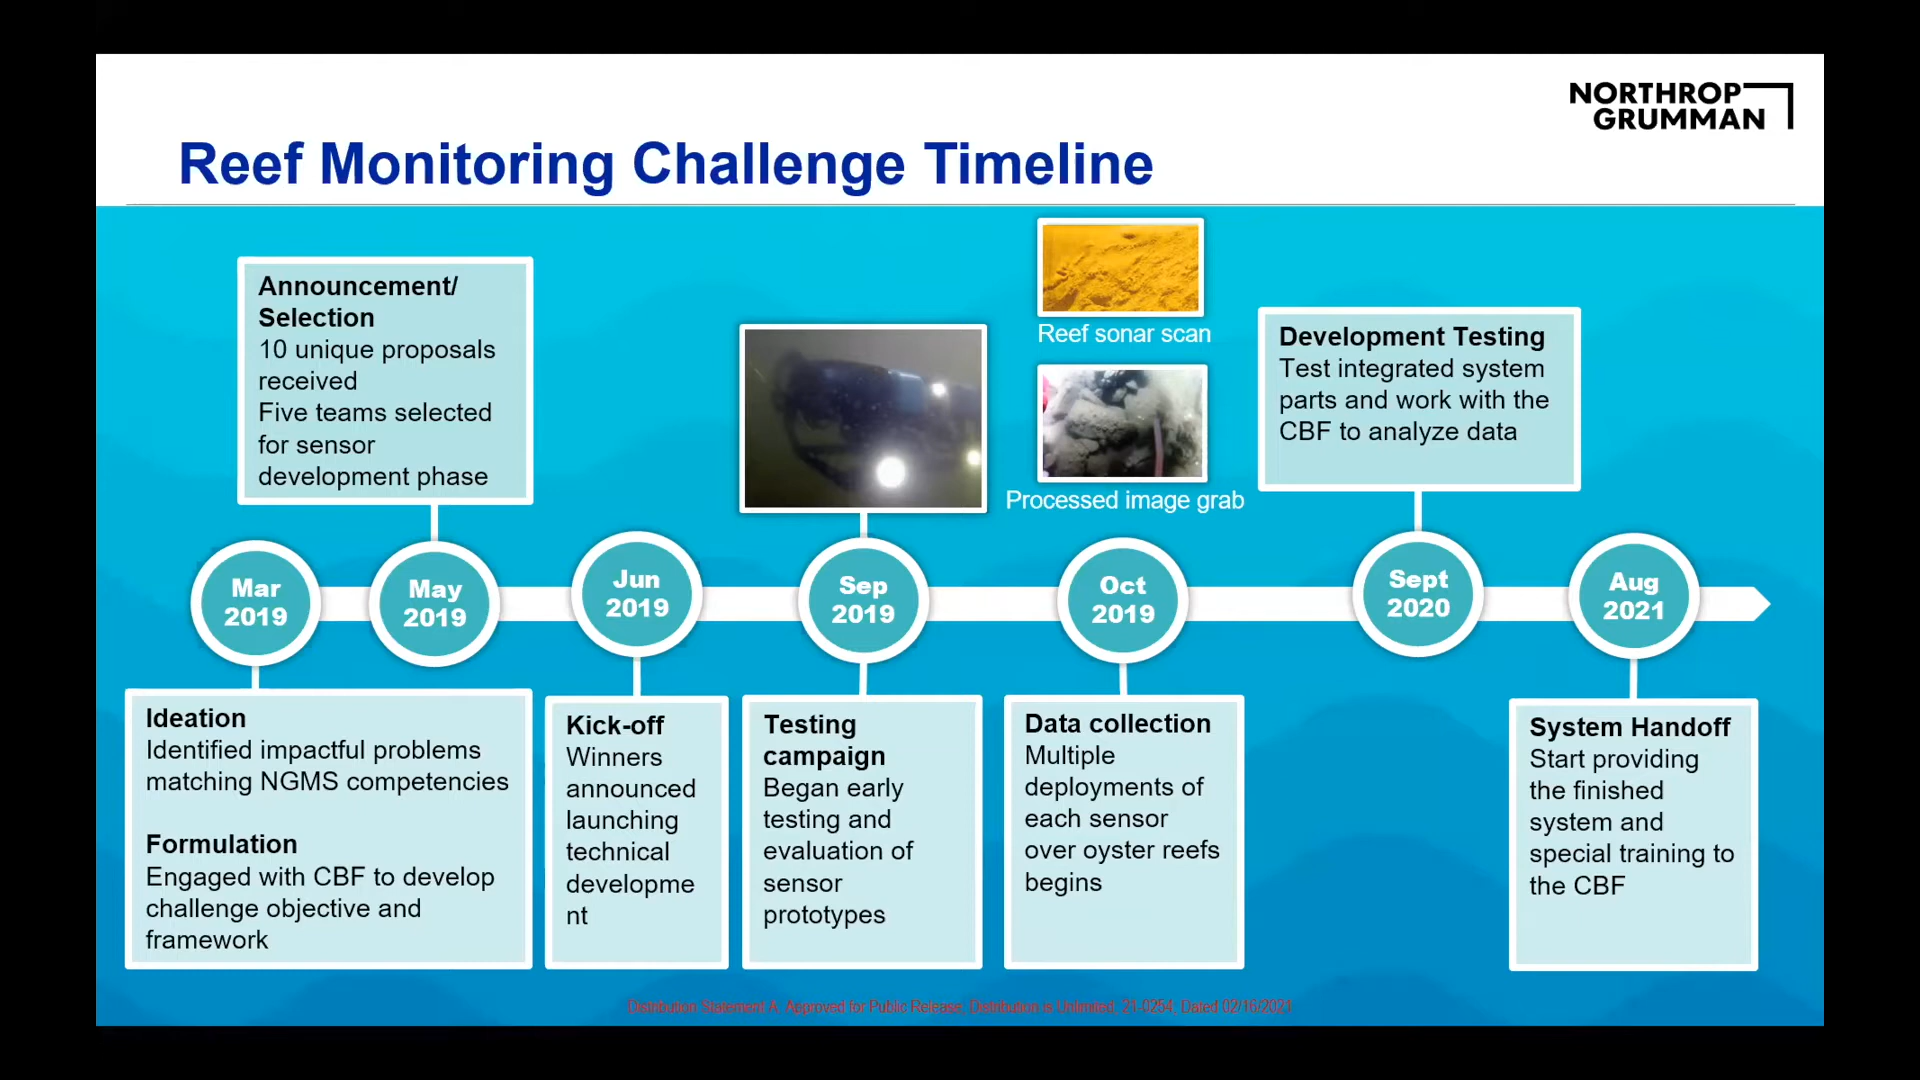 NORTHROP
GRUMMAN
Reef Monitoring Challenge Timeline
Announcement/
Selection
10 unique proposals
received
Five teams selected
for sensor
development phase
Reef sonar scan
Processed image grab
Development Testing
Test integrated system
parts and work with the
CBF to analyze data
Mar
2019
May
2019
Jun
2019
Sep
2019
Oct
2019
Sept
2020
Aug
2021
Ideation
Identified impactful problems
matching NGMS competencies
Formulation
Engaged with CBF to develop
challenge objective and
framework
Kick-off
Winners
announced
launching
technical
developme
nt
Testing
campaign
Began early
testing and
evaluation of
sensor
prototypes
Data collection
Multiple
deployments of
each sensor
over oyster reefs
begins
System Handoff
Start providing
the finished
system and
special training to
the CBF
Distribution Statement A: Approved for Public Release; Distribution is Unlimited; 21-0254; Dated 02/16/2021